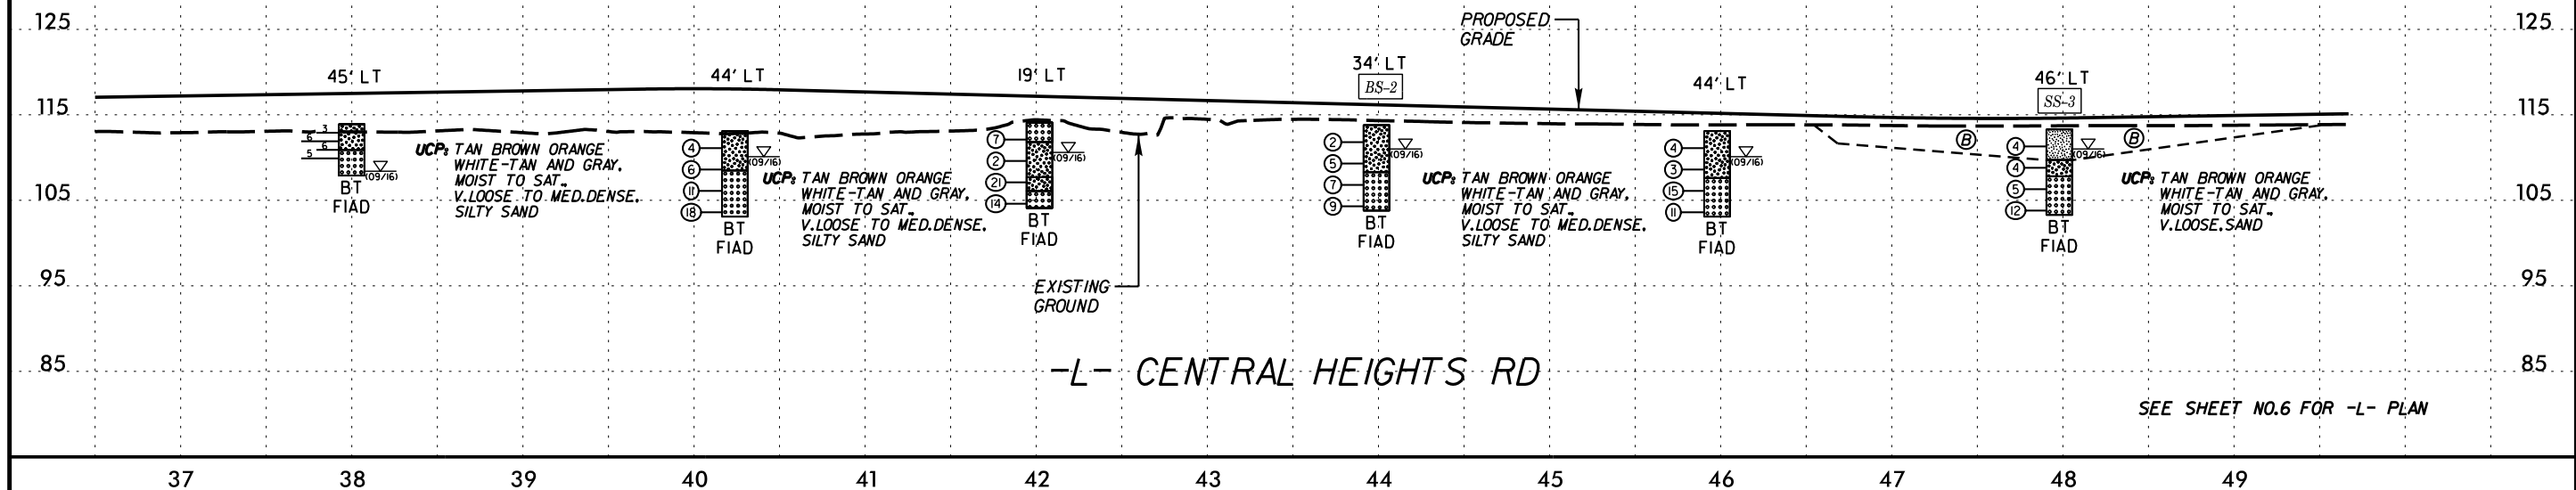 125
125
PROPOSED
GRADE
45' LT
44' LT
19' LT
34' LT
BS-2
44' LT
46' LT
SS-3
115
115
3
6
6
5
(09/16)
BT
FIAD
UCP: TAN BROWN ORANGE
WHITE-TAN AND GRAY,
MOIST TO SAT.,
V.LOOSE TO MED.DENSE,
SILTY SAND
4
6
11
18
(09/16)
BT
FIAD
UCP: TAN BROWN ORANGE
WHITE-TAN AND GRAY,
MOIST TO SAT.,
V.LOOSE TO MED.DENSE,
SILTY SAND
7
2
21
14
(09/16)
BT
FIAD
2
5
7
9
(09/16)
BT
FIAD
UCP: TAN BROWN ORANGE
WHITE-TAN AND GRAY,
MOIST TO SAT.,
V.LOOSE TO MED.DENSE,
SILTY SAND
4
3
15
11
(09/16)
BT
FIAD
B
B
4
4
5
12
(09/16)
BT
FIAD
UCP: TAN BROWN ORANGE
WHITE-TAN AND GRAY,
MOIST TO SAT.,
V.LOOSE,SAND
105
105
95
95
EXISTING
GROUND
85
85
-L- CENTRAL HEIGHTS RD
SEE SHEET NO.6 FOR -L- PLAN
37 38 39 40 41 42 43 44 45 46 47 48 49